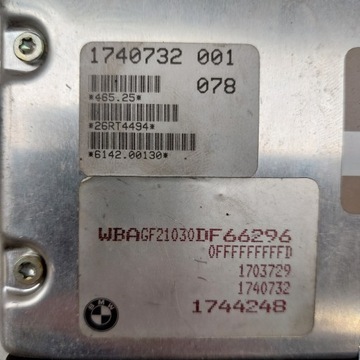 1740732 001
078
*465.25*
*26RT4494*
*6142.00130*
WBAGF21030DF66296
0FFFFFFFFFD
1703729
1740732
1744248
BMW